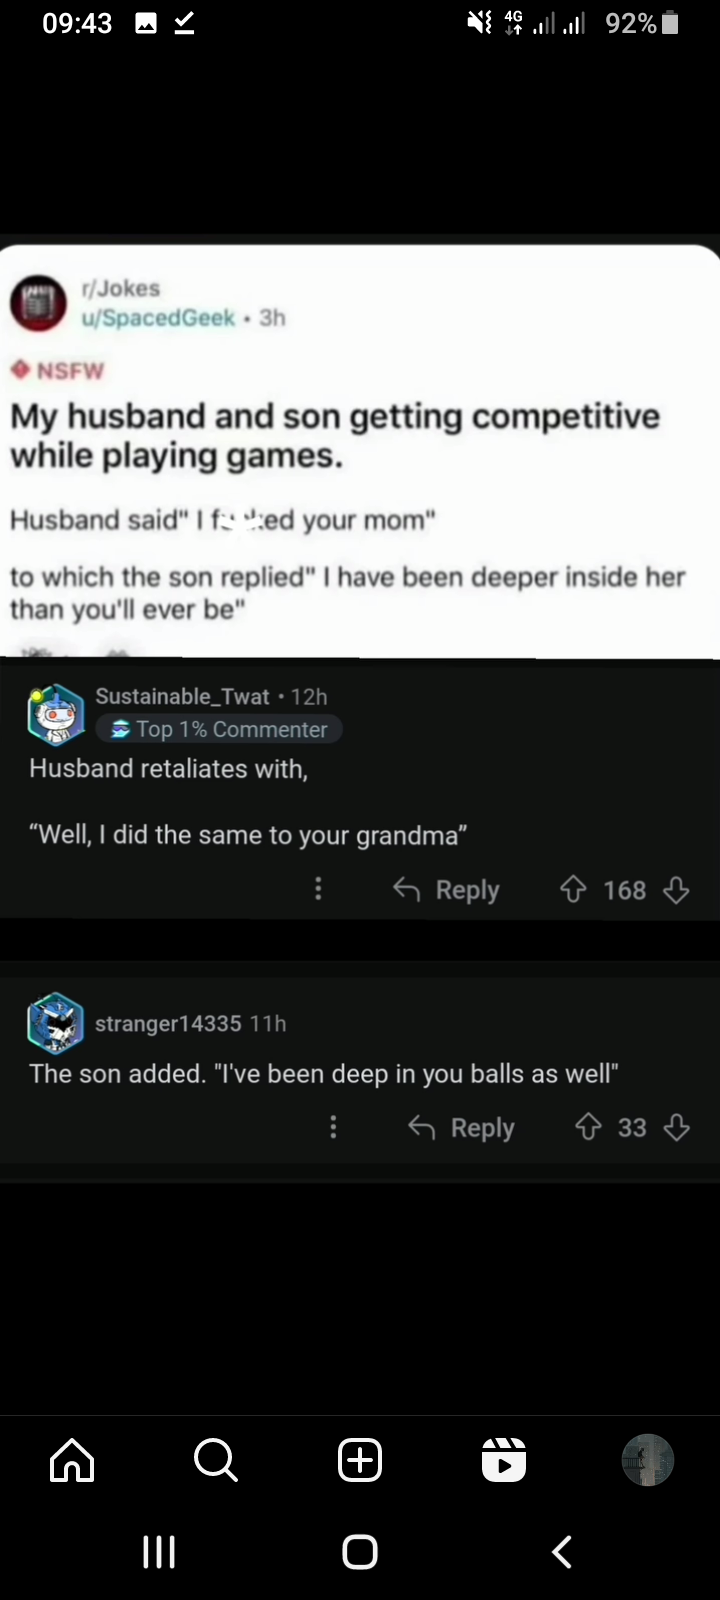 09:43
4G
92%
r/Jokes
u/SpacedGeek • 3h
NSFW
My husband and son getting competitive
while playing games.
Husband said" I f ked your mom"
to which the son replied" I have been deeper inside her
than you'll ever be"
Sustainable_Twat • 12h
Top 1% Commenter
Husband retaliates with,
“Well, I did the same to your grandma”
Reply 168
stranger14335 11h
The son added. "I've been deep in you balls as well"
Reply 33